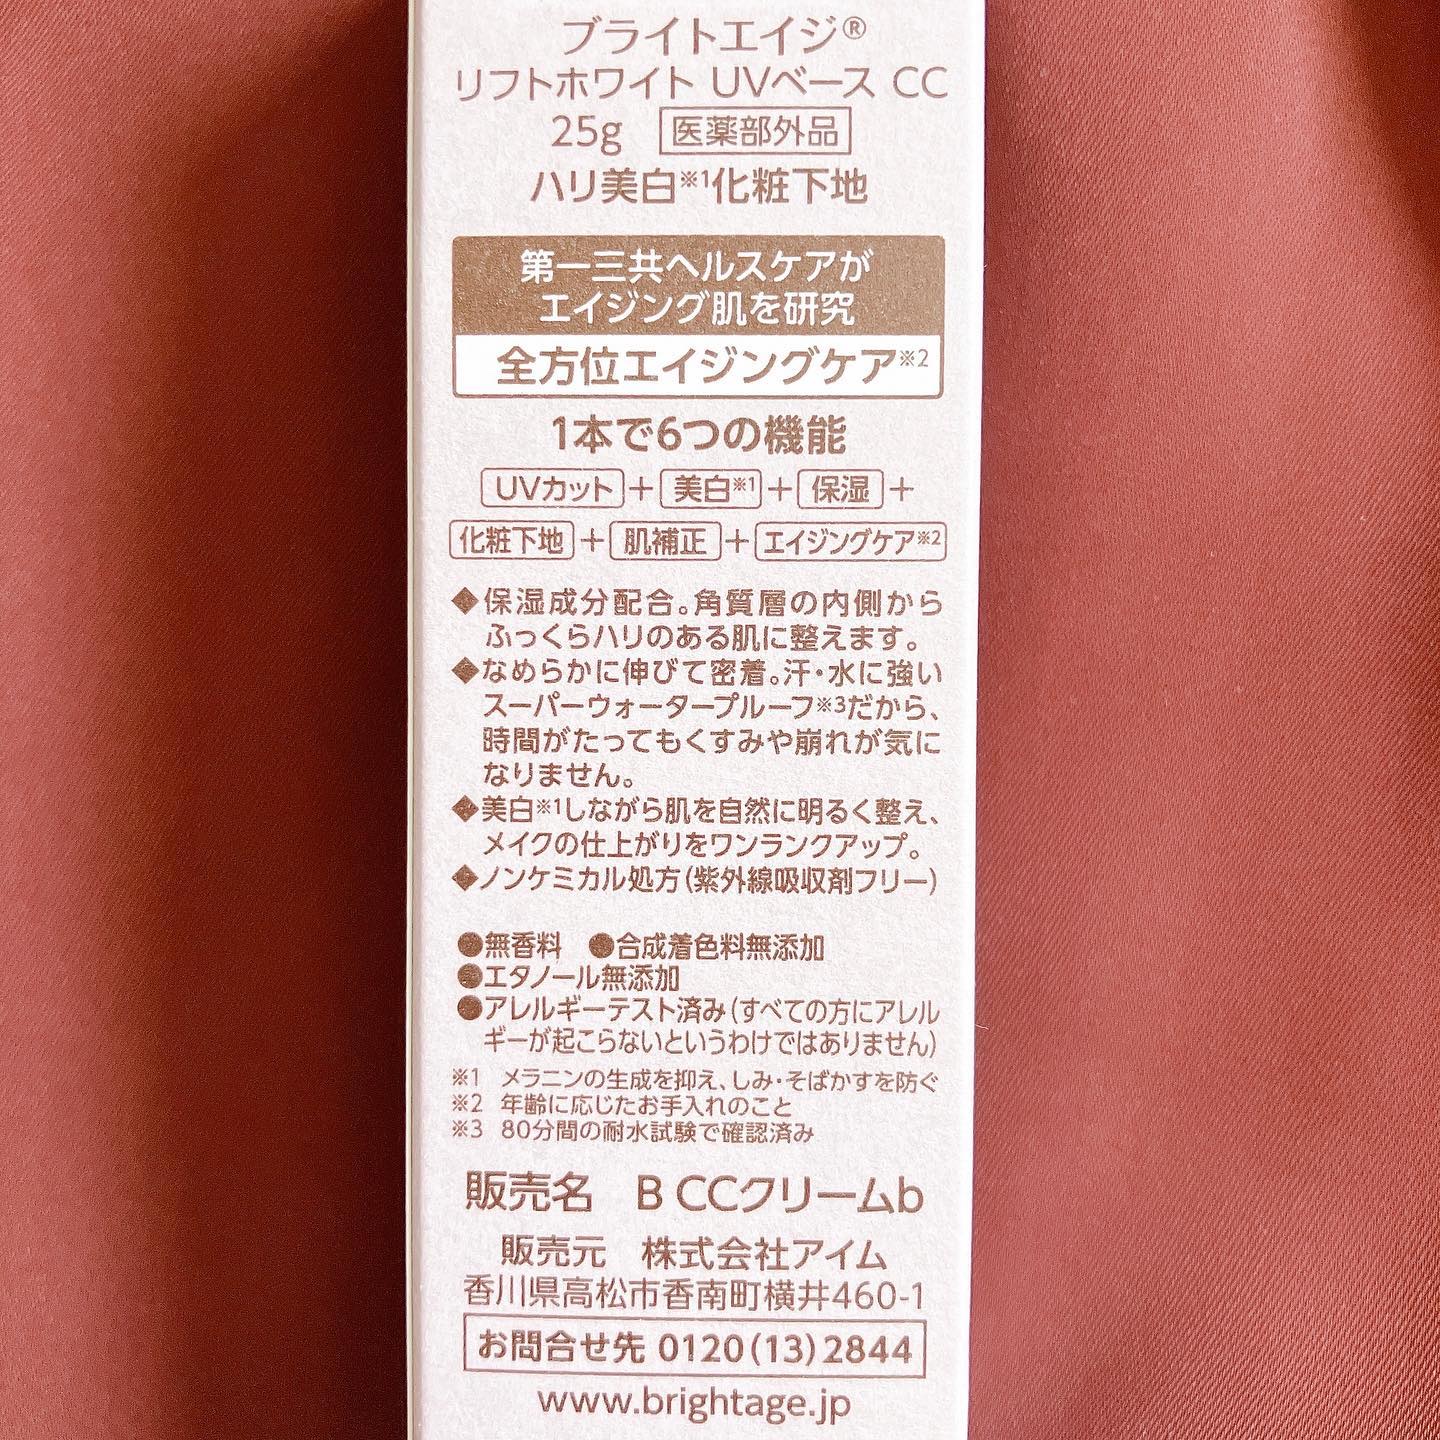 ブライトエイジ®
リフトホワイト UVベース CC
25g 医薬部外品
ハリ美白※1化粧下地
第一三共ヘルスケアが
エイジング肌を研究
全方位エイジングケア※2
1本で6つの機能
UVカット+美白※1+保湿+
化粧下地+肌補正+エイジングケア※2
◆保湿成分配合。角質層の内側から
ふっくらハリのある肌に整えます。
◆なめらかに伸びて密着。汗・水に強い
スーパーウォータープルーフ※3だから、
時間がたってもくすみや崩れが気に
なりません。
◆美白※1しながら肌を自然に明るく整え、
メイクの仕上がりをワンランクアップ。
◆ノンケミカル処方(紫外線吸収剤フリー)
●無香料 ●合成着色料無添加
●エタノール無添加
●アレルギーテスト済み(すべての方にアレル
ギーが起こらないというわけではありません)
※1 メラニンの生成を抑え、しみ・そばかすを防ぐ
※2 年齢に応じたお手入れのこと
※3 80分間の耐水試験で確認済み
販売名 B CCクリームb
販売元 株式会社アイム
香川県高松市香南町横井460-1
お問合せ先 0120(13)2844
www.brightage.jp